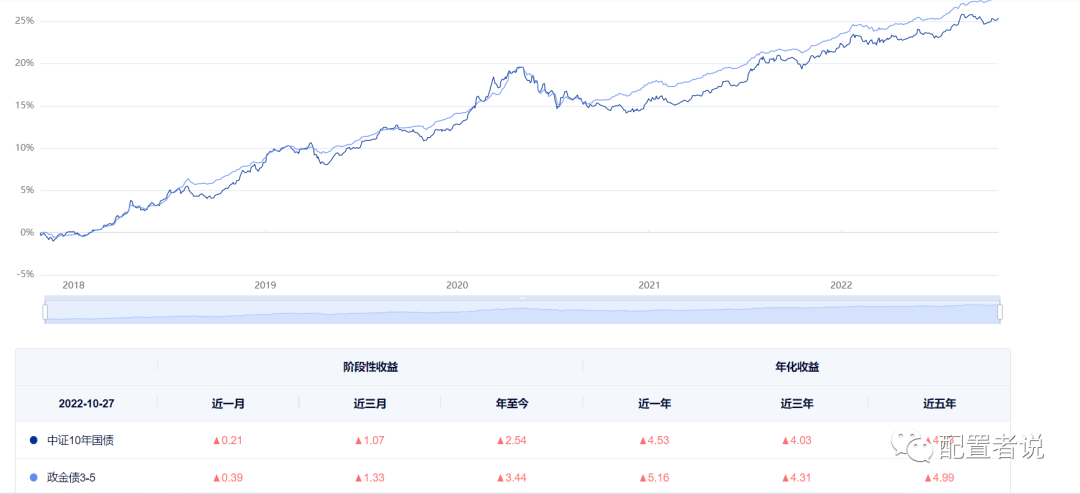 25%
20%
15%
10%
5%
0%
-5%
2018 2019 2020 2021 2022
阶段性收益 年化收益
2022-10-27 近一月 近三月 年至今 近一年 近三年 近五年
中证10年国债 ▲0.21 ▲1.07 ▲2.54 ▲4.53 ▲4.03
配置者说
政金债3-5 ▲0.39 ▲1.33 ▲3.44 ▲5.16 ▲4.31 ▲4.99